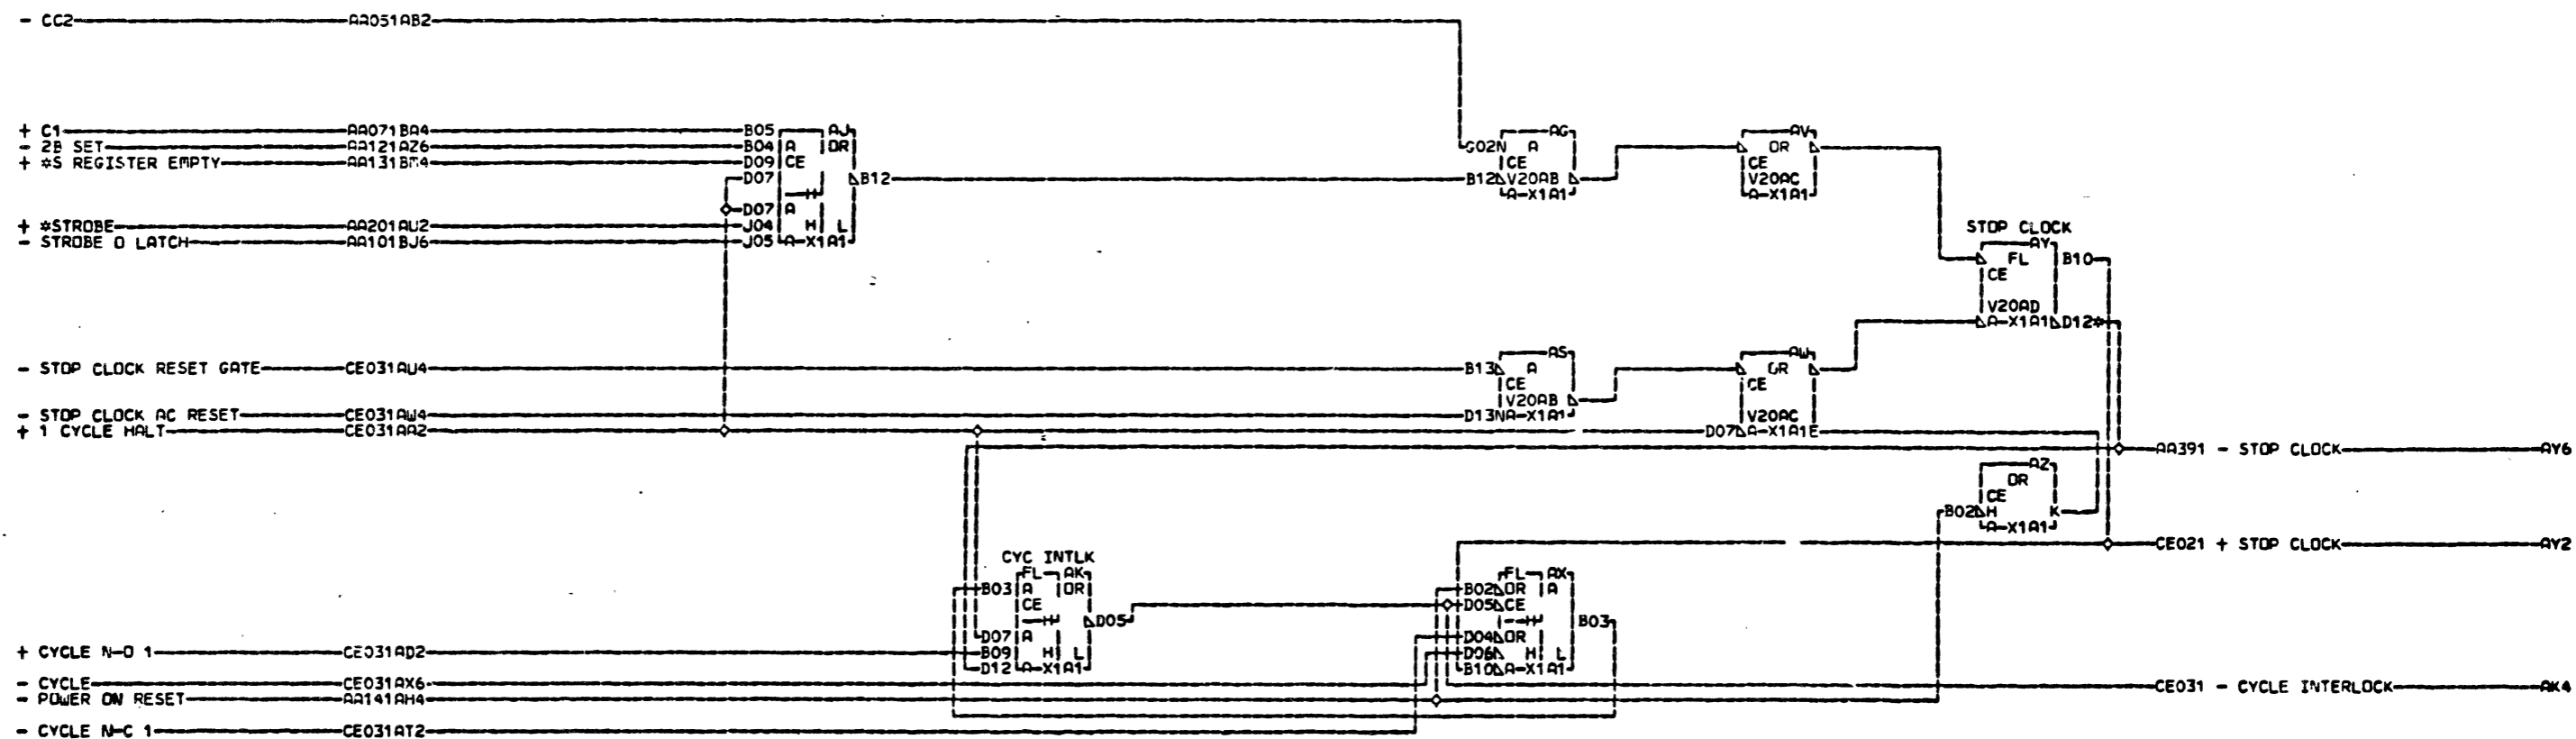 - CC2 AA051AB2
+ C1 AA071BA4 B05 AJ
- 2B SET AA121AZ6 B04 A OR
+ *S REGISTER EMPTY AA131BM4 D09 CE
D07 B12
H
D07 A
+ *STROBE AA201AU2 J04 H L
- STROBE 0 LATCH AA101BJ6 J05 A-X1A1
AG
G02N A
CE
B12 V20AB
A-X1A1
AV
OR
CE
V20AC
A-X1A1
STOP CLOCK
AY
FL B10
CE
V20AD
A-X1A1 D12*
- STOP CLOCK RESET GATE CE031AU4 B13 AS
A
CE
V20AB
- STOP CLOCK AC RESET CE031AW4 D13N A-X1A1
+ 1 CYCLE HALT CE031AA2
AW
OR
CE
V20AC
D07 A-X1A1E
AA391 - STOP CLOCK AY6
AZ
OR
CE
B02 H K
A-X1A1
CE021 + STOP CLOCK AY2
CYC INTLK
FL AK
B03 A OR
CE
H D05
D07 A
+ CYCLE N-O 1 CE031AD2 B09 H L
D12 A-X1A1
FL AX
B02 OR A
D05 CE
H B03
D04 OR
D06 H L
B10 A-X1A1
- CYCLE CE031AX6
CE031 - CYCLE INTERLOCK AK4
- POWER ON RESET AA141AH4
- CYCLE N-C 1 CE031AT2